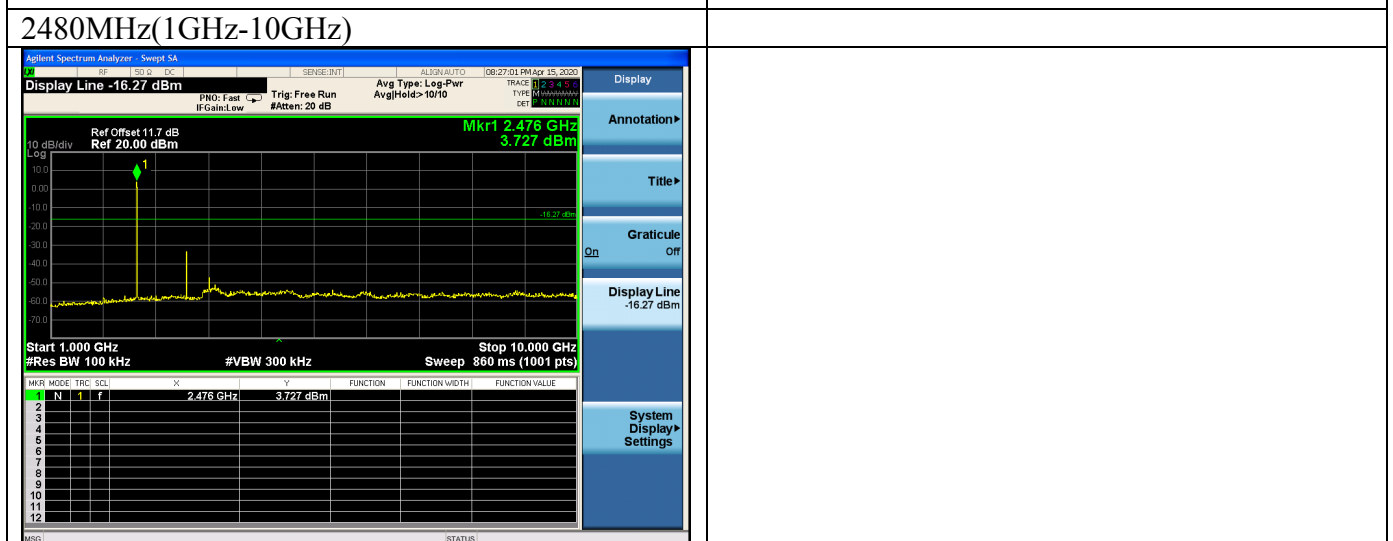 2480MHz(1GHz-10GHz)
Agilent Spectrum Analyzer - Swept SA
RF 50 Ω DC SENSE:INT ALIGN AUTO 08:27:01 PM Apr 15, 2020
Display Line -16.27 dBm
PNO: Fast
IFGain:Low
Trig: Free Run
#Atten: 20 dB
Avg Type: Log-Pwr
Avg|Hold:>10/10
TRACE 1 2 3 4 5 6
TYPE M
DET P N N N N N
Mkr1 2.476 GHz
3.727 dBm
Ref Offset 11.7 dB
10 dB/div Ref 20.00 dBm
Log
1
10.0
0.00
-10.0
-16.27 dBm
-20.0
-30.0
-40.0
-50.0
-60.0
-70.0
Start 1.000 GHz Stop 10.000 GHz
#Res BW 100 kHz #VBW 300 kHz Sweep 860 ms (1001 pts)
MKR MODE TRC SCL X Y FUNCTION FUNCTION WIDTH FUNCTION VALUE
1 N 1 f 2.476 GHz 3.727 dBm
2
3
4
5
6
7
8
9
10
11
12
MSG STATUS
Display
Annotation
Title
Graticule
On Off
Display Line
-16.27 dBm
System
Display
Settings